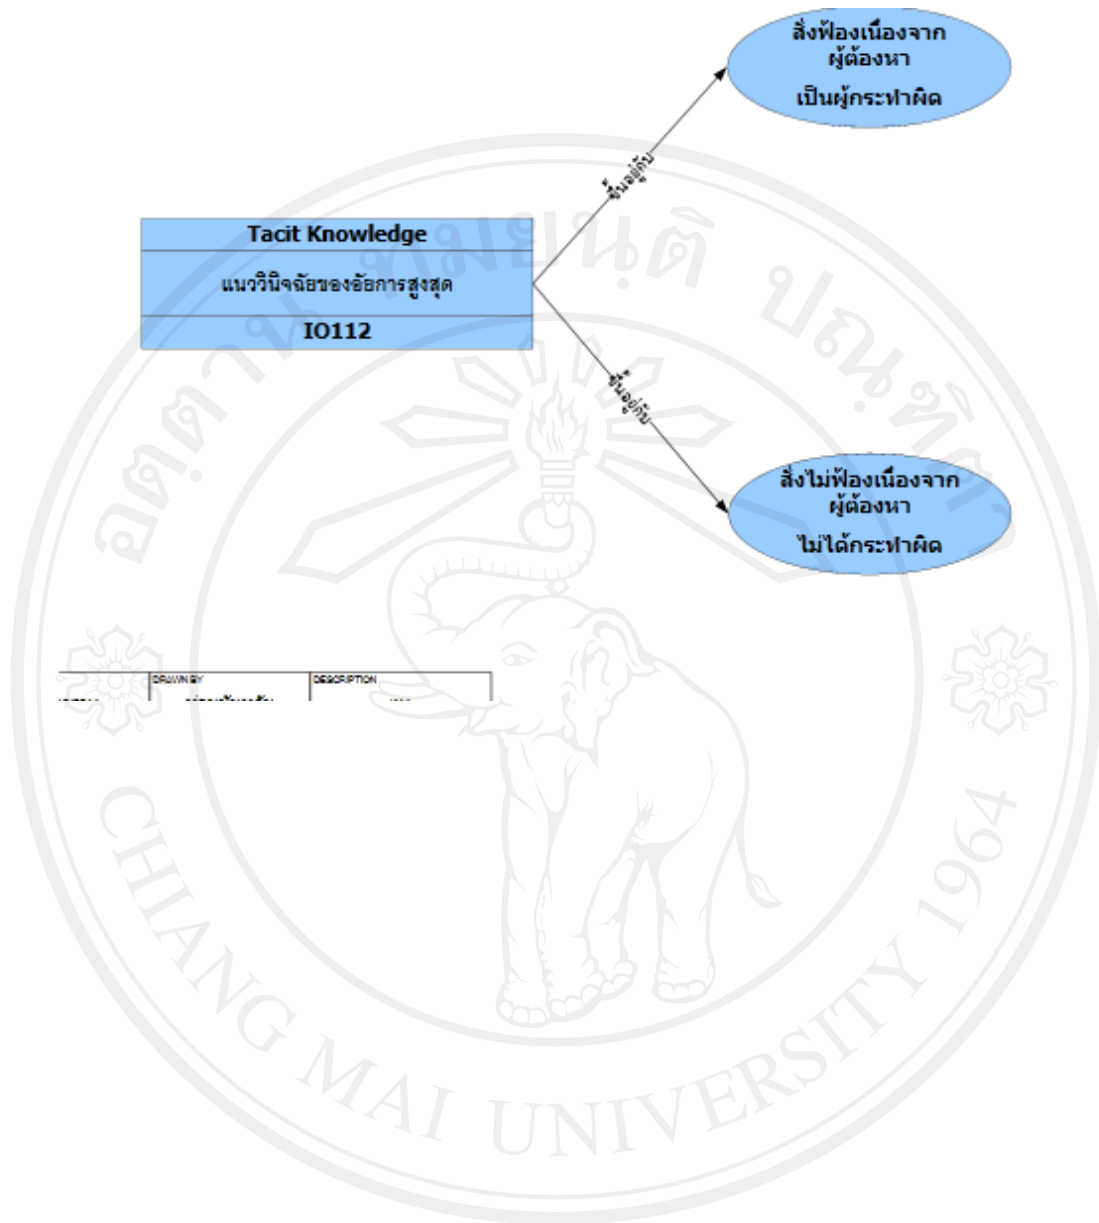 สั่งฟ้องเนื่องจาก
ผู้ต้องหา
เป็นผู้กระทำผิด
ขึ้นอยู่กับ
Tacit Knowledge
แนววินิจฉัยของอัยการสูงสุด
IO112
ขึ้นอยู่กับ
สั่งไม่ฟ้องเนื่องจาก
ผู้ต้องหา
ไม่ได้กระทำผิด
DRAWN BY
DESCRIPTION
CHIANG MAI UNIVERSITY 1964